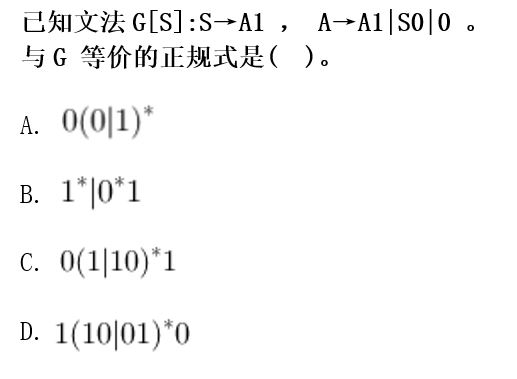 已知文法 G[S]:S→A1 , A→A1|S0|0 。
与 G 等价的正规式是( )。
A. 0(0|1)*
B. 1*|0*1
C. 0(1|10)*1
D. 1(10|01)*0